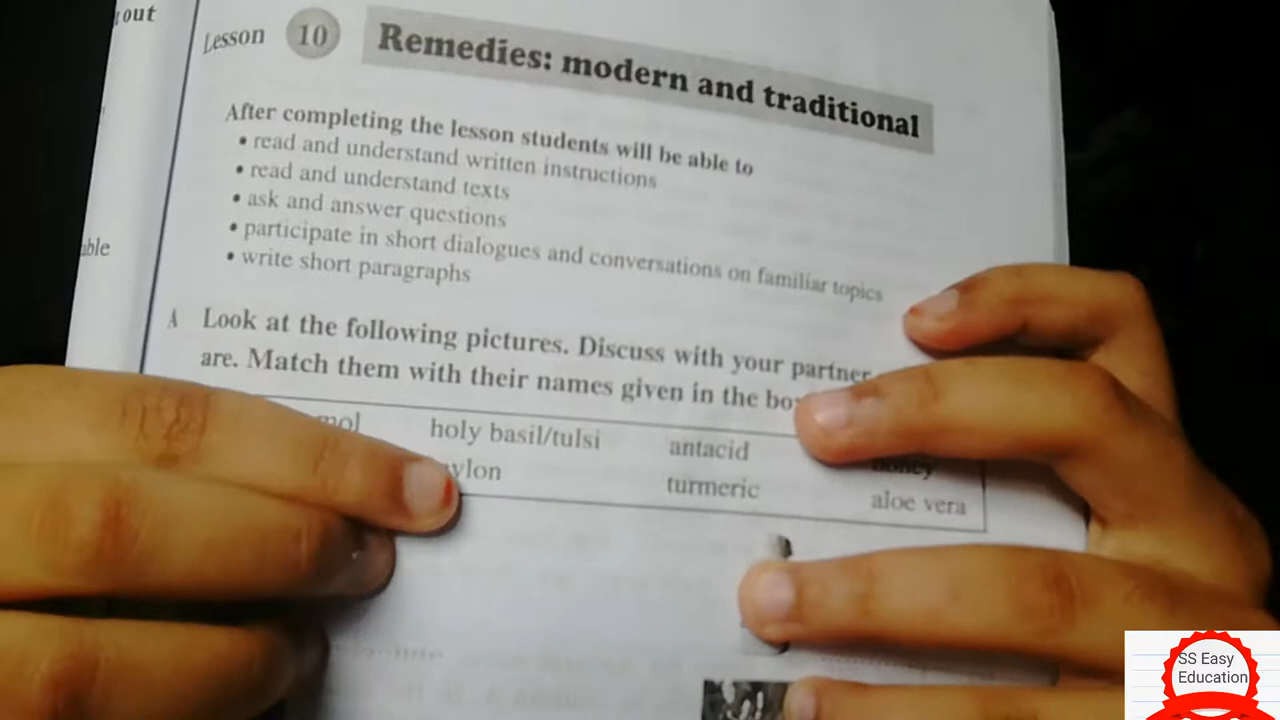 out
Lesson 10 Remedies: modern and traditional
After completing the lesson students will be able to
• read and understand written instructions
• read and understand texts
• ask and answer questions
• participate in short dialogues and conversations on familiar topics
• write short paragraphs
A Look at the following pictures. Discuss with your partner
are. Match them with their names given in the
holy basil/tulsi antacid honey
turmeric aloe vera
SS Easy
Education